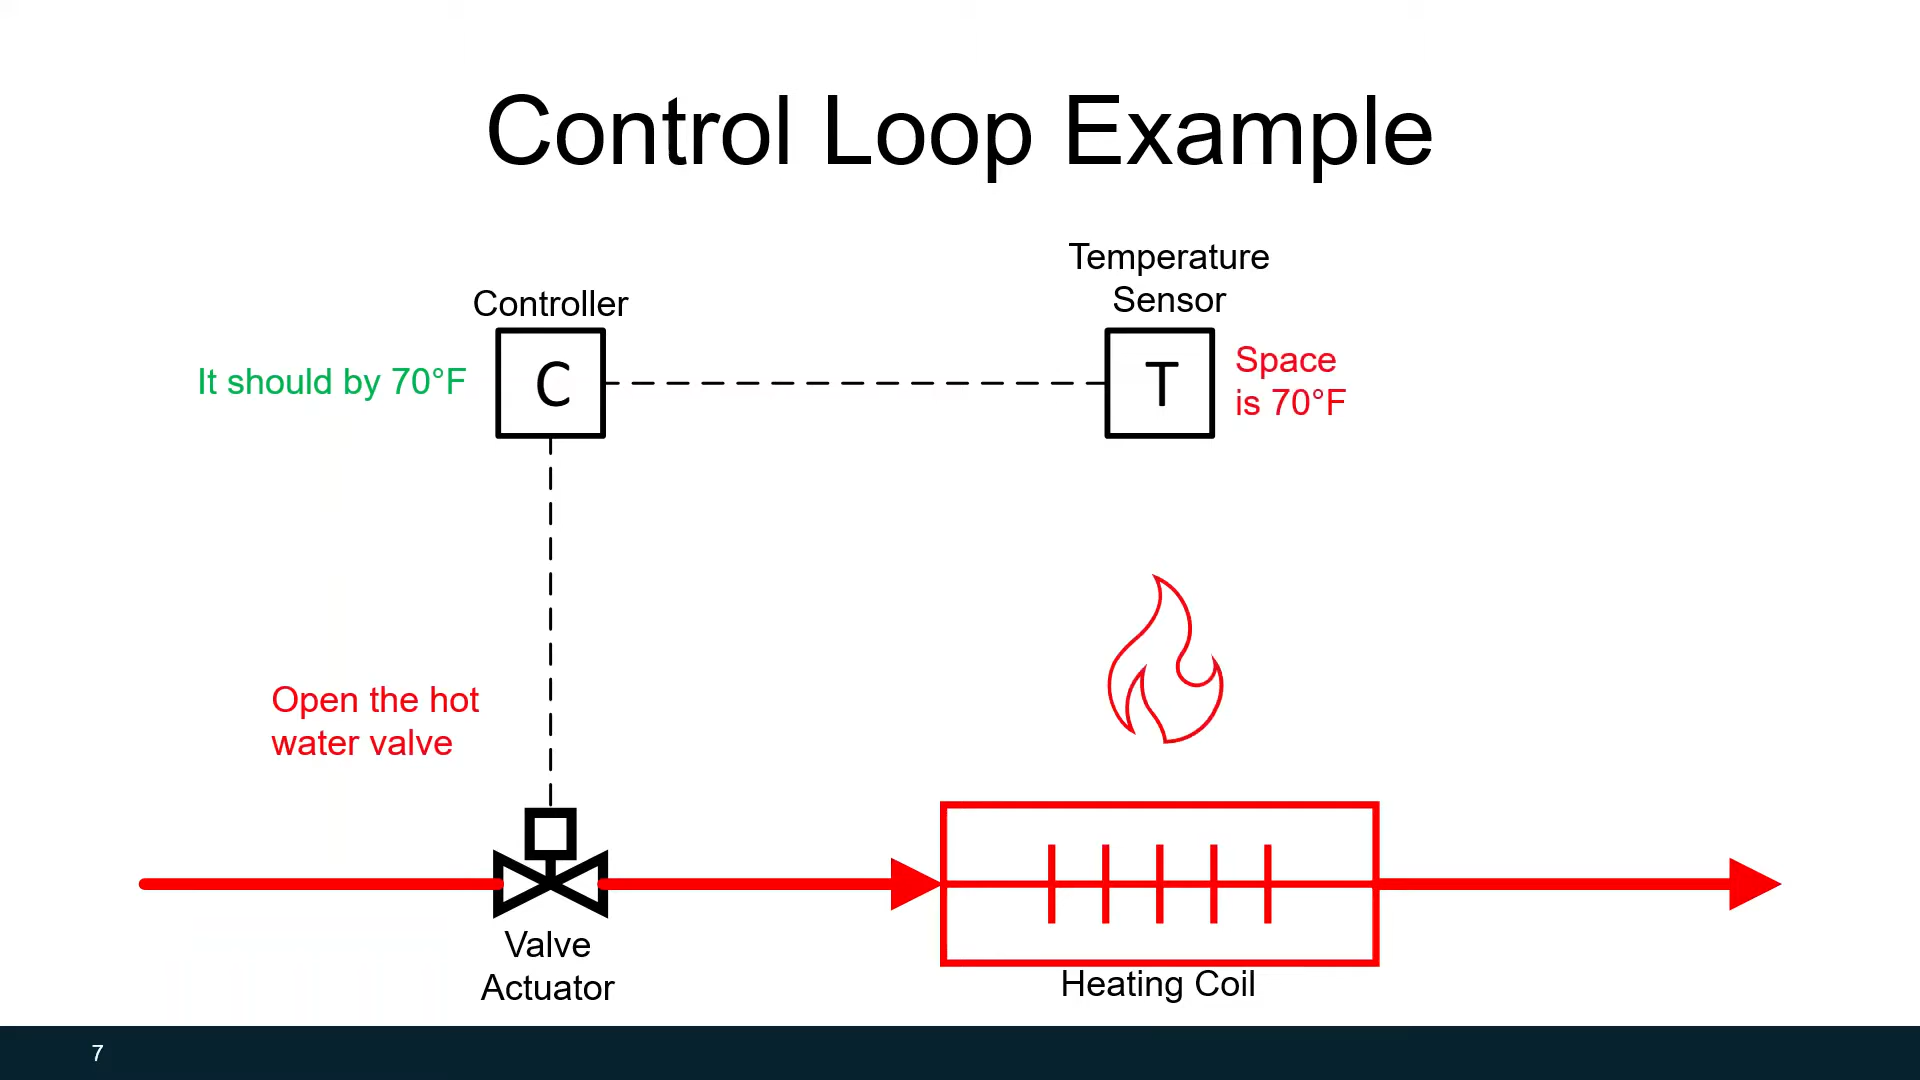 Control Loop Example
Temperature
Sensor
Controller
It should by 70°F
C
T
Space
is 70°F
Open the hot
water valve
Valve
Actuator
Heating Coil
7